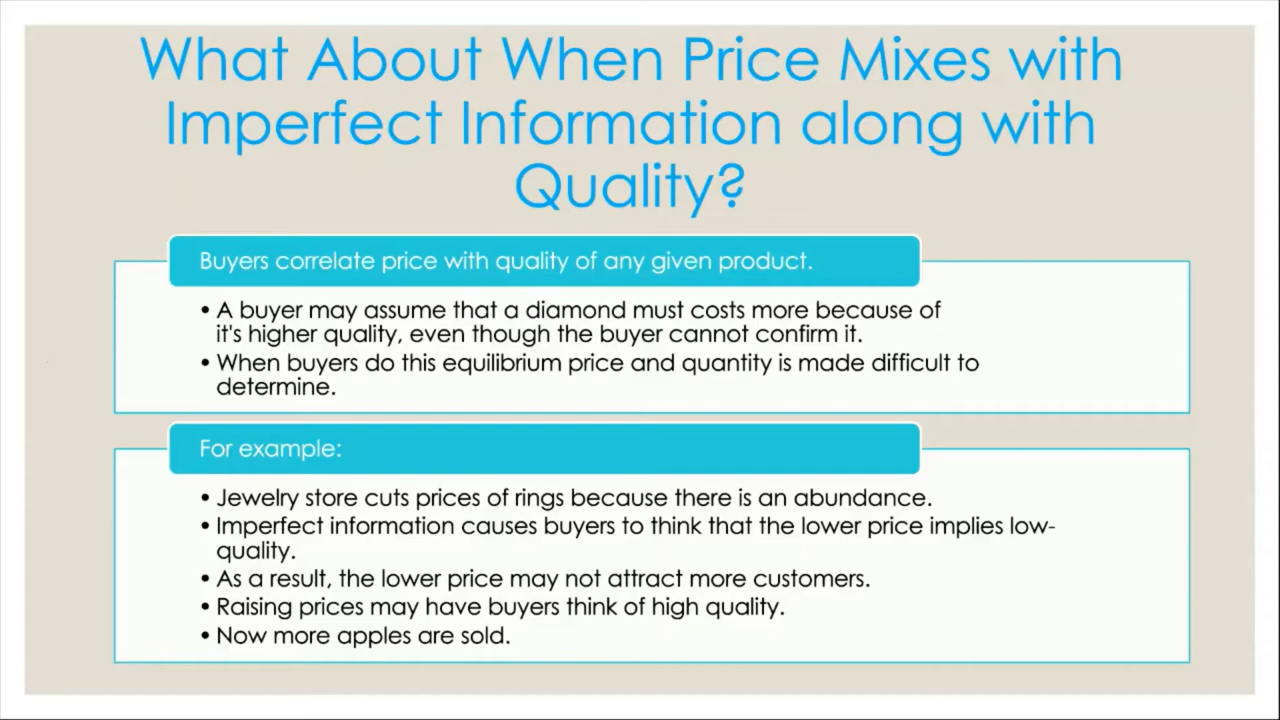 What About When Price Mixes with
Imperfect Information along with
Quality?
Buyers correlate price with quality of any given product.
• A buyer may assume that a diamond must costs more because of
it's higher quality, even though the buyer cannot confirm it.
• When buyers do this equilibrium price and quantity is made difficult to
determine.
For example:
• Jewelry store cuts prices of rings because there is an abundance.
• Imperfect information causes buyers to think that the lower price implies low-
quality.
• As a result, the lower price may not attract more customers.
• Raising prices may have buyers think of high quality.
• Now more apples are sold.